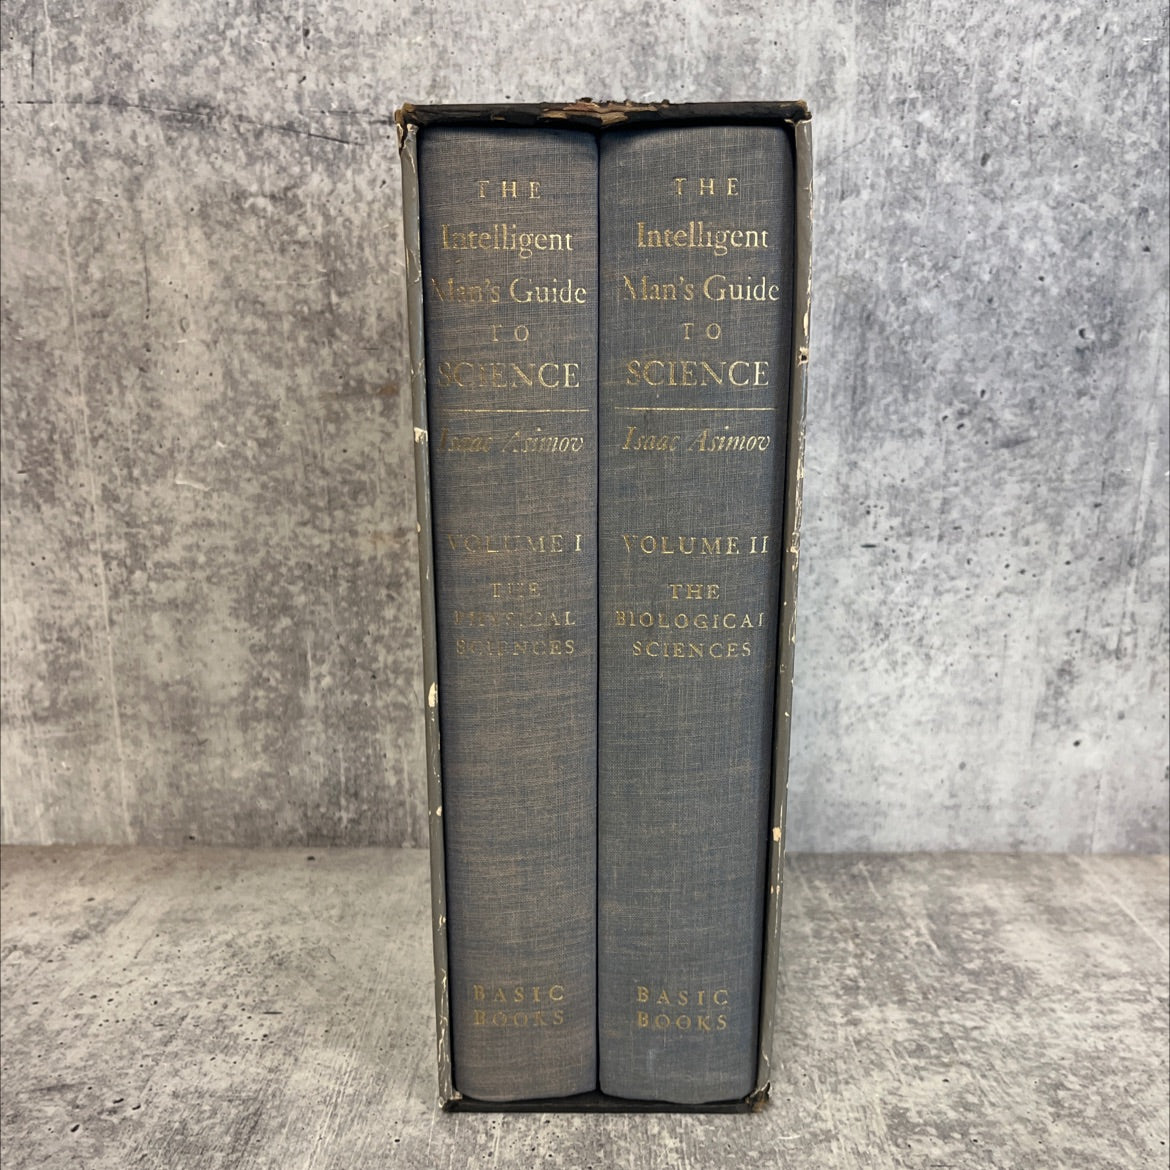 THE
Intelligent
Man's Guide
TO
SCIENCE
Isaac Asimov
VOLUME I
THE
PHYSICAL
SCIENCES
BASIC
BOOKS
THE
Intelligent
Man's Guide
TO
SCIENCE
Isaac Asimov
VOLUME II
THE
BIOLOGICAL
SCIENCES
BASIC
BOOKS